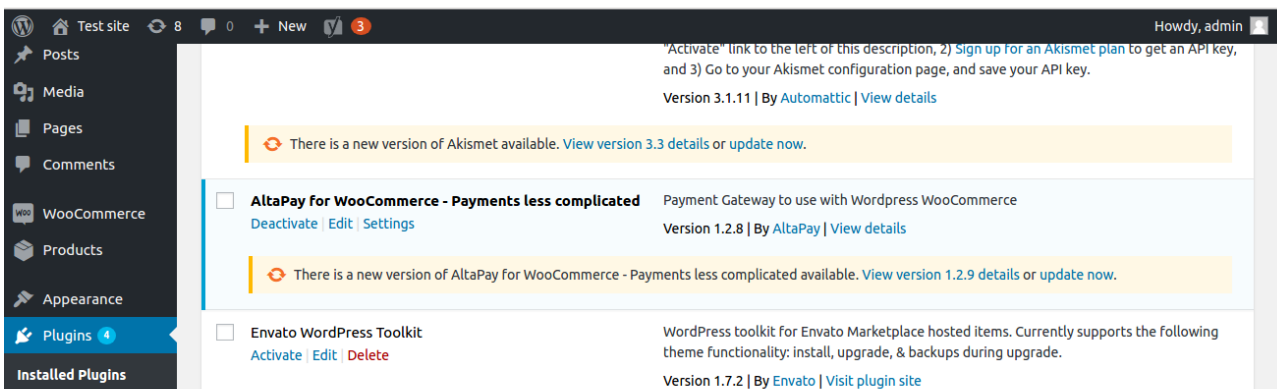 Test site 8 0 + New 3 Howdy, admin
Posts
Media
Pages
Comments
WOO WooCommerce
Products
Appearance
Plugins 4
Installed Plugins
"Activate" link to the left of this description, 2) Sign up for an Akismet plan to get an API key,
and 3) Go to your Akismet configuration page, and save your API key.
Version 3.1.11 | By Automattic | View details
There is a new version of Akismet available. View version 3.3 details or update now.
AltaPay for WooCommerce - Payments less complicated
Deactivate | Edit | Settings
Payment Gateway to use with Wordpress WooCommerce
Version 1.2.8 | By AltaPay | View details
There is a new version of AltaPay for WooCommerce - Payments less complicated available. View version 1.2.9 details or update now.
Envato WordPress Toolkit
Activate | Edit | Delete
WordPress toolkit for Envato Marketplace hosted items. Currently supports the following
theme functionality: install, upgrade, & backups during upgrade.
Version 1.7.2 | By Envato | Visit plugin site